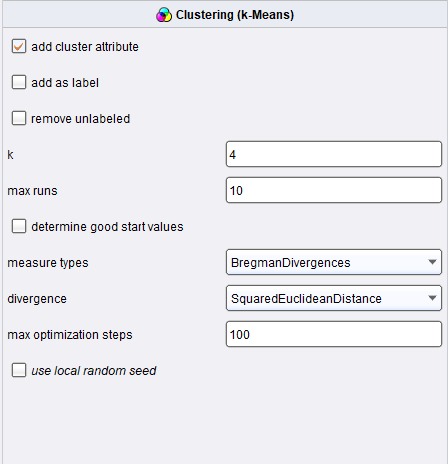 Clustering (k-Means)
add cluster attribute
add as label
remove unlabeled
k 4
max runs 10
determine good start values
measure types BregmanDivergences
divergence SquaredEuclideanDistance
max optimization steps 100
use local random seed